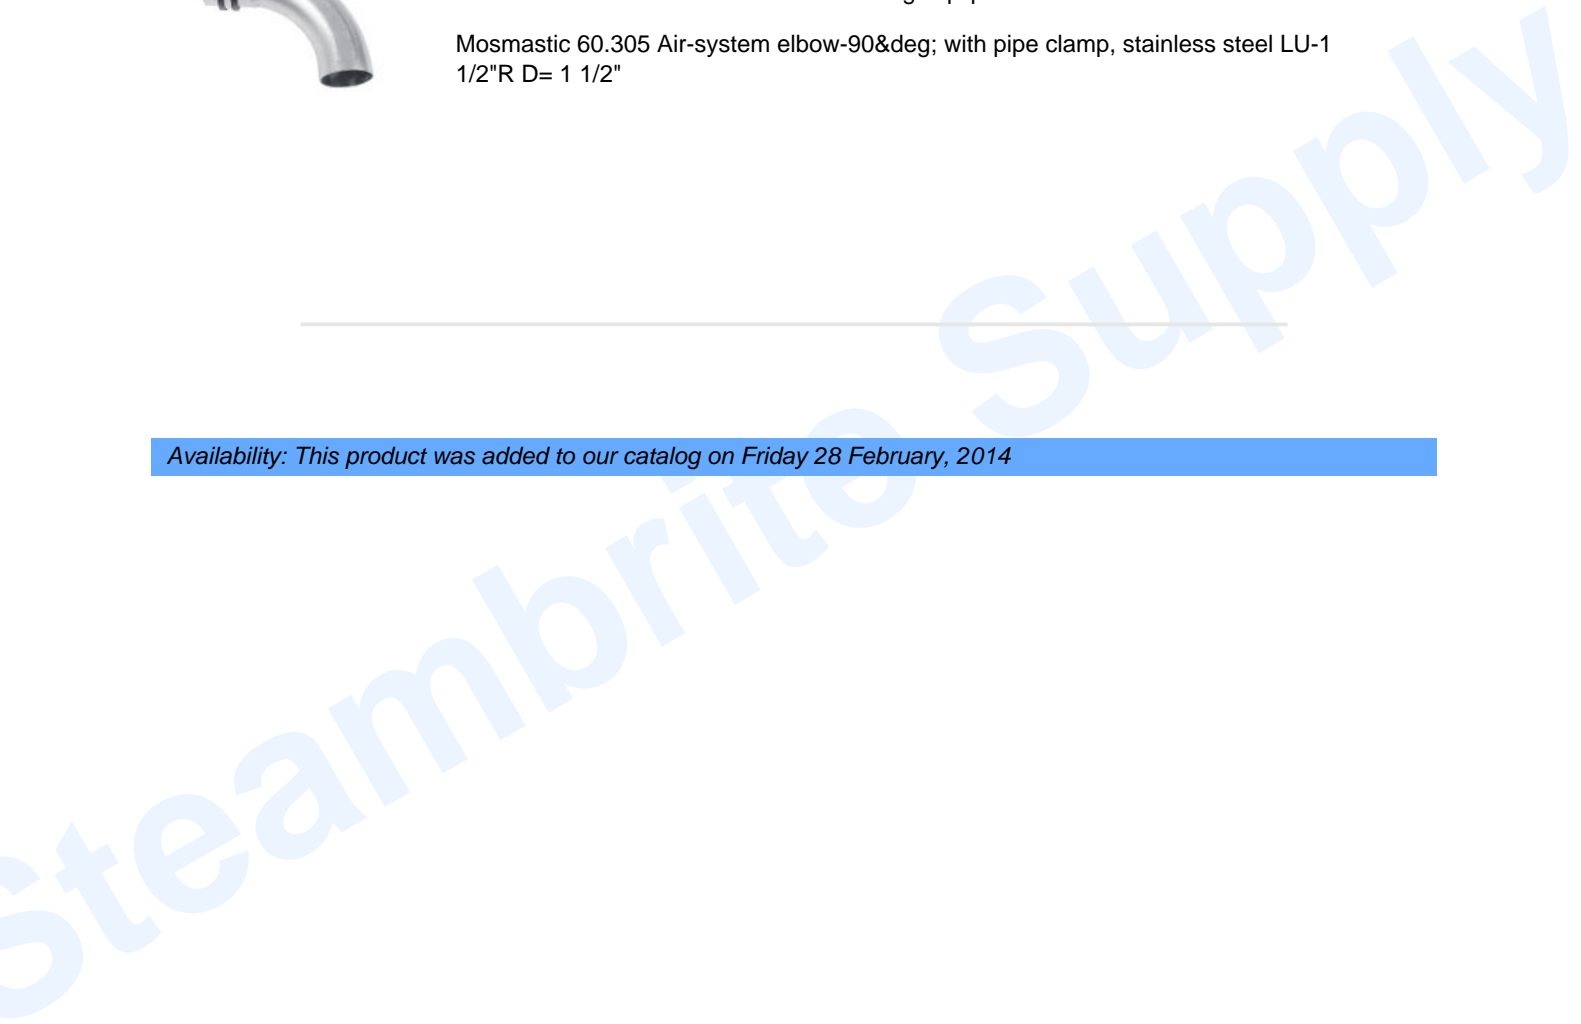 Mosmastic 60.305 Air-system elbow-90&deg; with pipe clamp, stainless steel LU-1
1/2"R D= 1 1/2"
Steambrite Supply
Availability: This product was added to our catalog on Friday 28 February, 2014